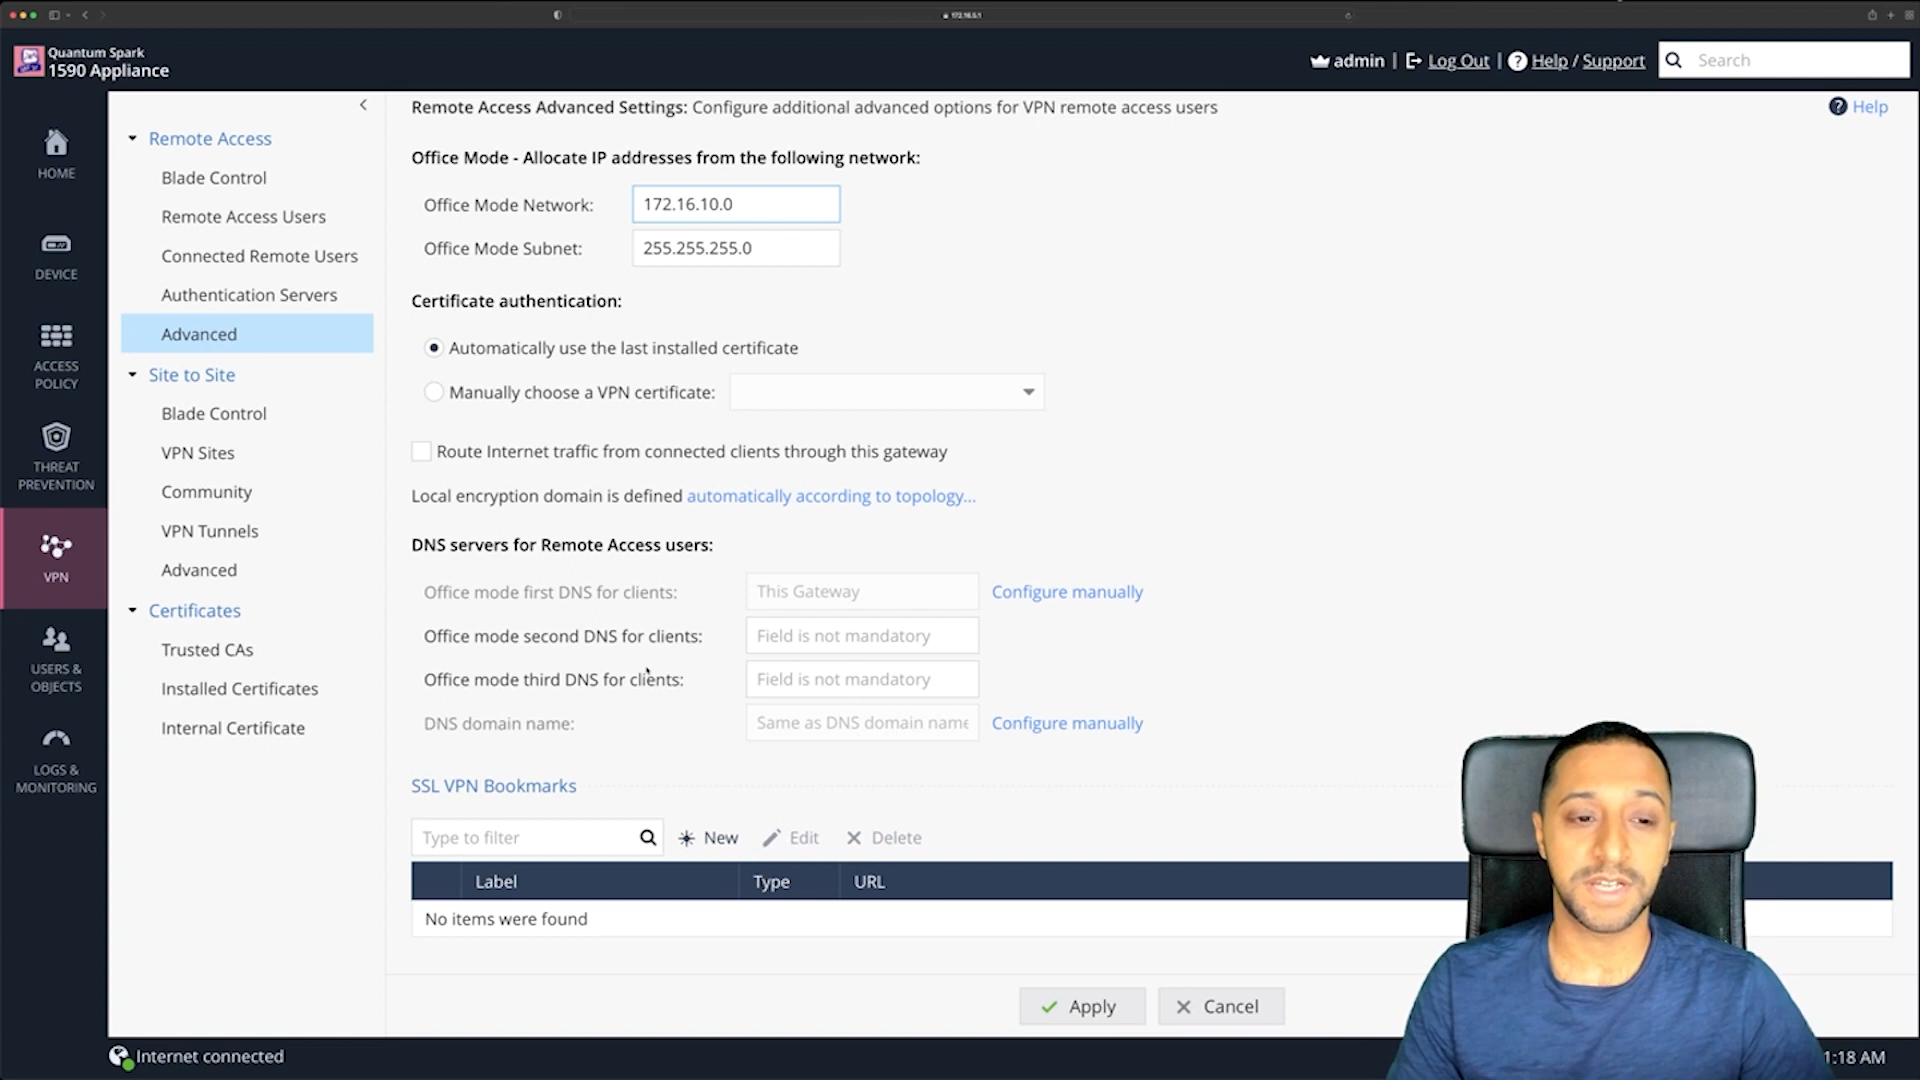 172.16.5.1
Quantum Spark
1590 Appliance
admin | Log Out | Help / Support
Search
HOME
DEVICE
ACCESS
POLICY
THREAT
PREVENTION
VPN
USERS &
OBJECTS
LOGS &
MONITORING
Remote Access
Blade Control
Remote Access Users
Connected Remote Users
Authentication Servers
Advanced
Site to Site
Blade Control
VPN Sites
Community
VPN Tunnels
Advanced
Certificates
Trusted CAs
Installed Certificates
Internal Certificate
Remote Access Advanced Settings: Configure additional advanced options for VPN remote access users
Help
Office Mode - Allocate IP addresses from the following network:
Office Mode Network: 172.16.10.0
Office Mode Subnet: 255.255.255.0
Certificate authentication:
Automatically use the last installed certificate
Manually choose a VPN certificate:
Route Internet traffic from connected clients through this gateway
Local encryption domain is defined automatically according to topology...
DNS servers for Remote Access users:
Office mode first DNS for clients: This Gateway Configure manually
Office mode second DNS for clients: Field is not mandatory
Office mode third DNS for clients: Field is not mandatory
DNS domain name: Same as DNS domain name Configure manually
SSL VPN Bookmarks
Type to filter New Edit Delete
Label Type URL
No items were found
Apply Cancel
Internet connected
1:18 AM